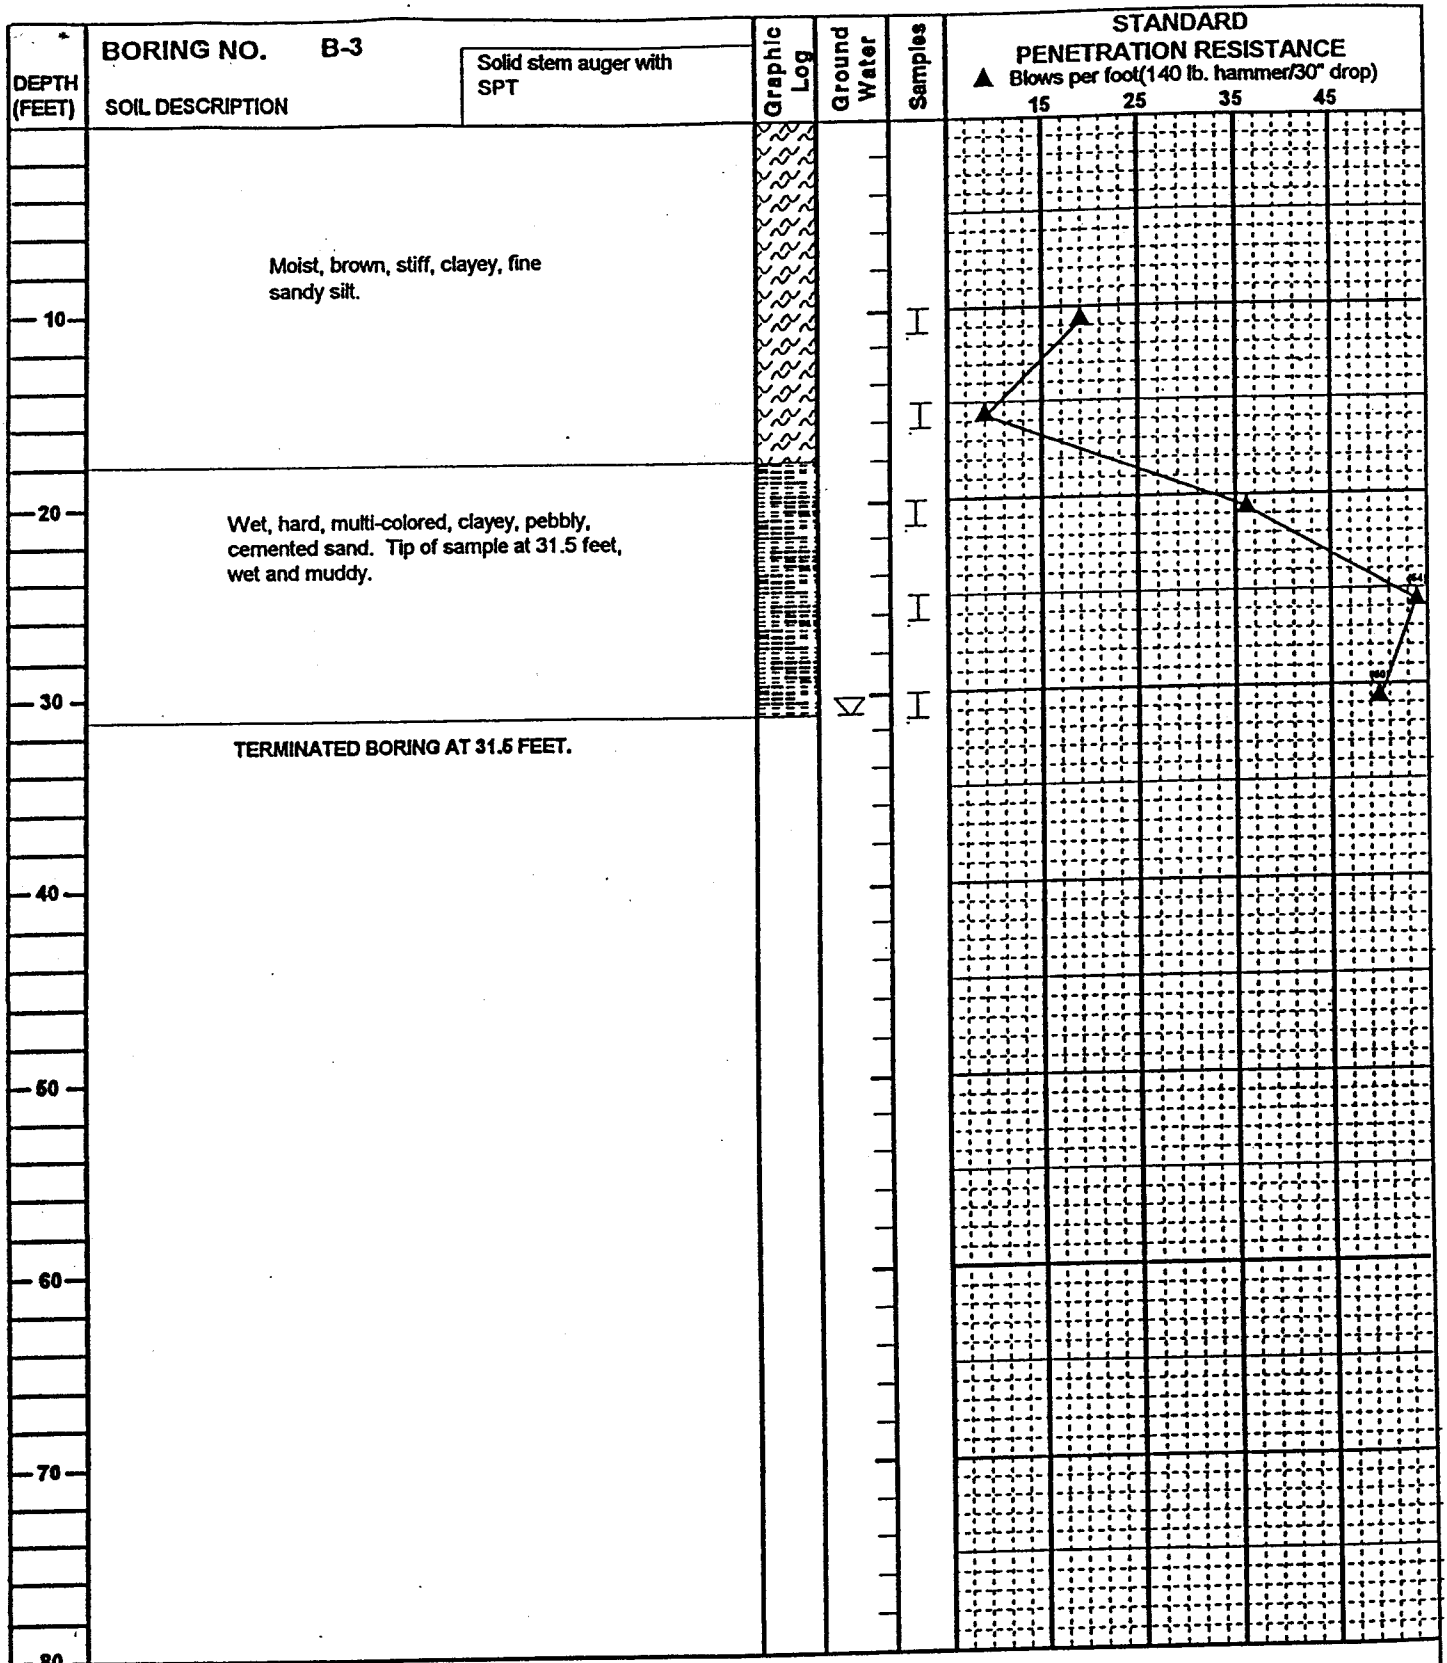 BORING NO. B-3
Solid stem auger with
SPT
DEPTH
(FEET)
SOIL DESCRIPTION
Graphic
Log
Ground
Water
Samples
STANDARD
PENETRATION RESISTANCE
▲ Blows per foot(140 lb. hammer/30" drop)
15 25 35 45
Moist, brown, stiff, clayey, fine
sandy silt.
10
20
Wet, hard, multi-colored, clayey, pebbly,
cemented sand. Tip of sample at 31.5 feet,
wet and muddy.
30
TERMINATED BORING AT 31.5 FEET.
40
50
60
70
80